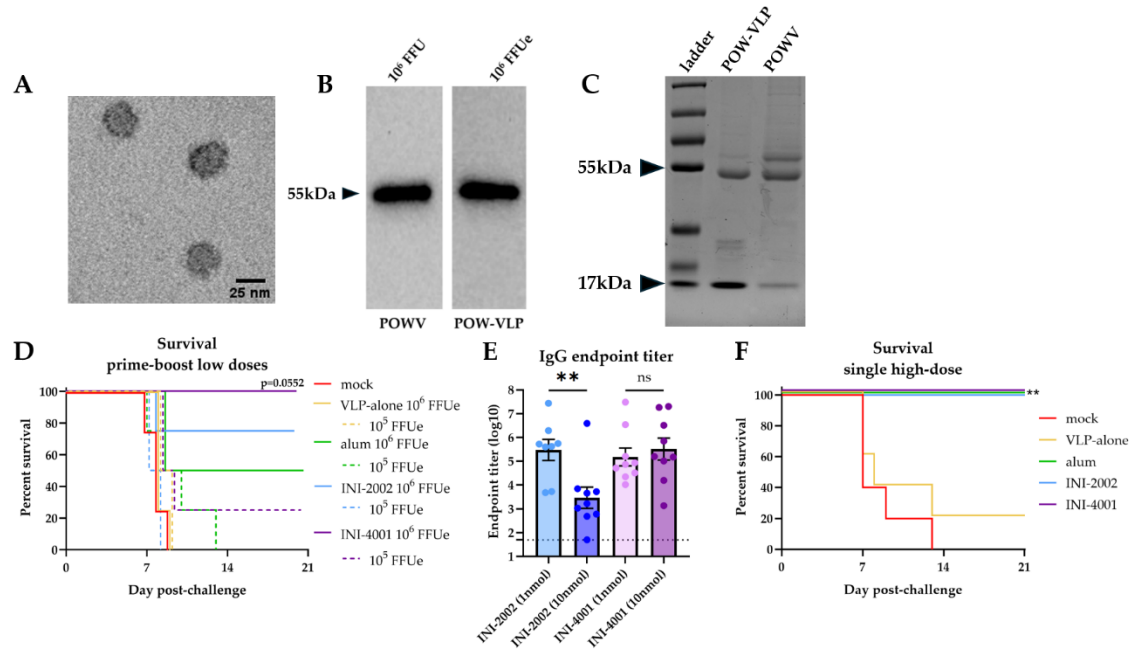 A
25 nm
B
10⁶ FFU
10⁶ FFUe
55kDa
POWV
POW-VLP
C
ladder
POW-VLP
POWV
55kDa
17kDa
D
Survival
prime-boost low doses
p=0.0552
Percent survival
100
80
60
40
20
0
0
7
14
21
Day post-challenge
mock
VLP-alone 10⁶ FFUe
10⁵ FFUe
alum 10⁶ FFUe
10⁵ FFUe
INI-2002 10⁶ FFUe
10⁵ FFUe
INI-4001 10⁶ FFUe
10⁵ FFUe
E
IgG endpoint titer
**
ns
Endpoint titer (log10)
8
7
6
5
4
3
2
1
INI-2002 (1nmol)
INI-2002 (10nmol)
INI-4001 (1nmol)
INI-4001 (10nmol)
F
Survival
single high-dose
**
Percent survival
100
80
60
40
20
0
0
7
14
21
Day post-challenge
mock
VLP-alone
alum
INI-2002
INI-4001